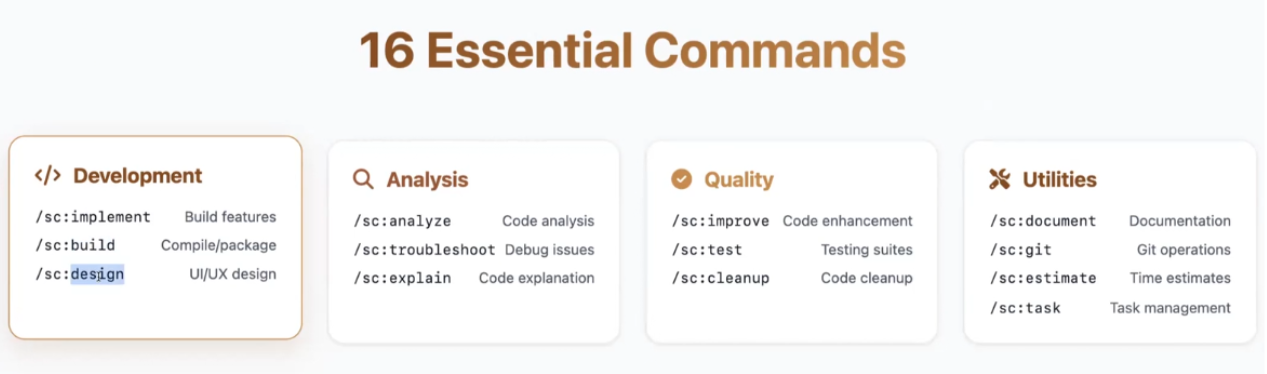 16 Essential Commands
Development
/sc:implement Build features
/sc:build Compile/package
/sc:design UI/UX design
Analysis
/sc:analyze Code analysis
/sc:troubleshoot Debug issues
/sc:explain Code explanation
Quality
/sc:improve Code enhancement
/sc:test Testing suites
/sc:cleanup Code cleanup
Utilities
/sc:document Documentation
/sc:git Git operations
/sc:estimate Time estimates
/sc:task Task management